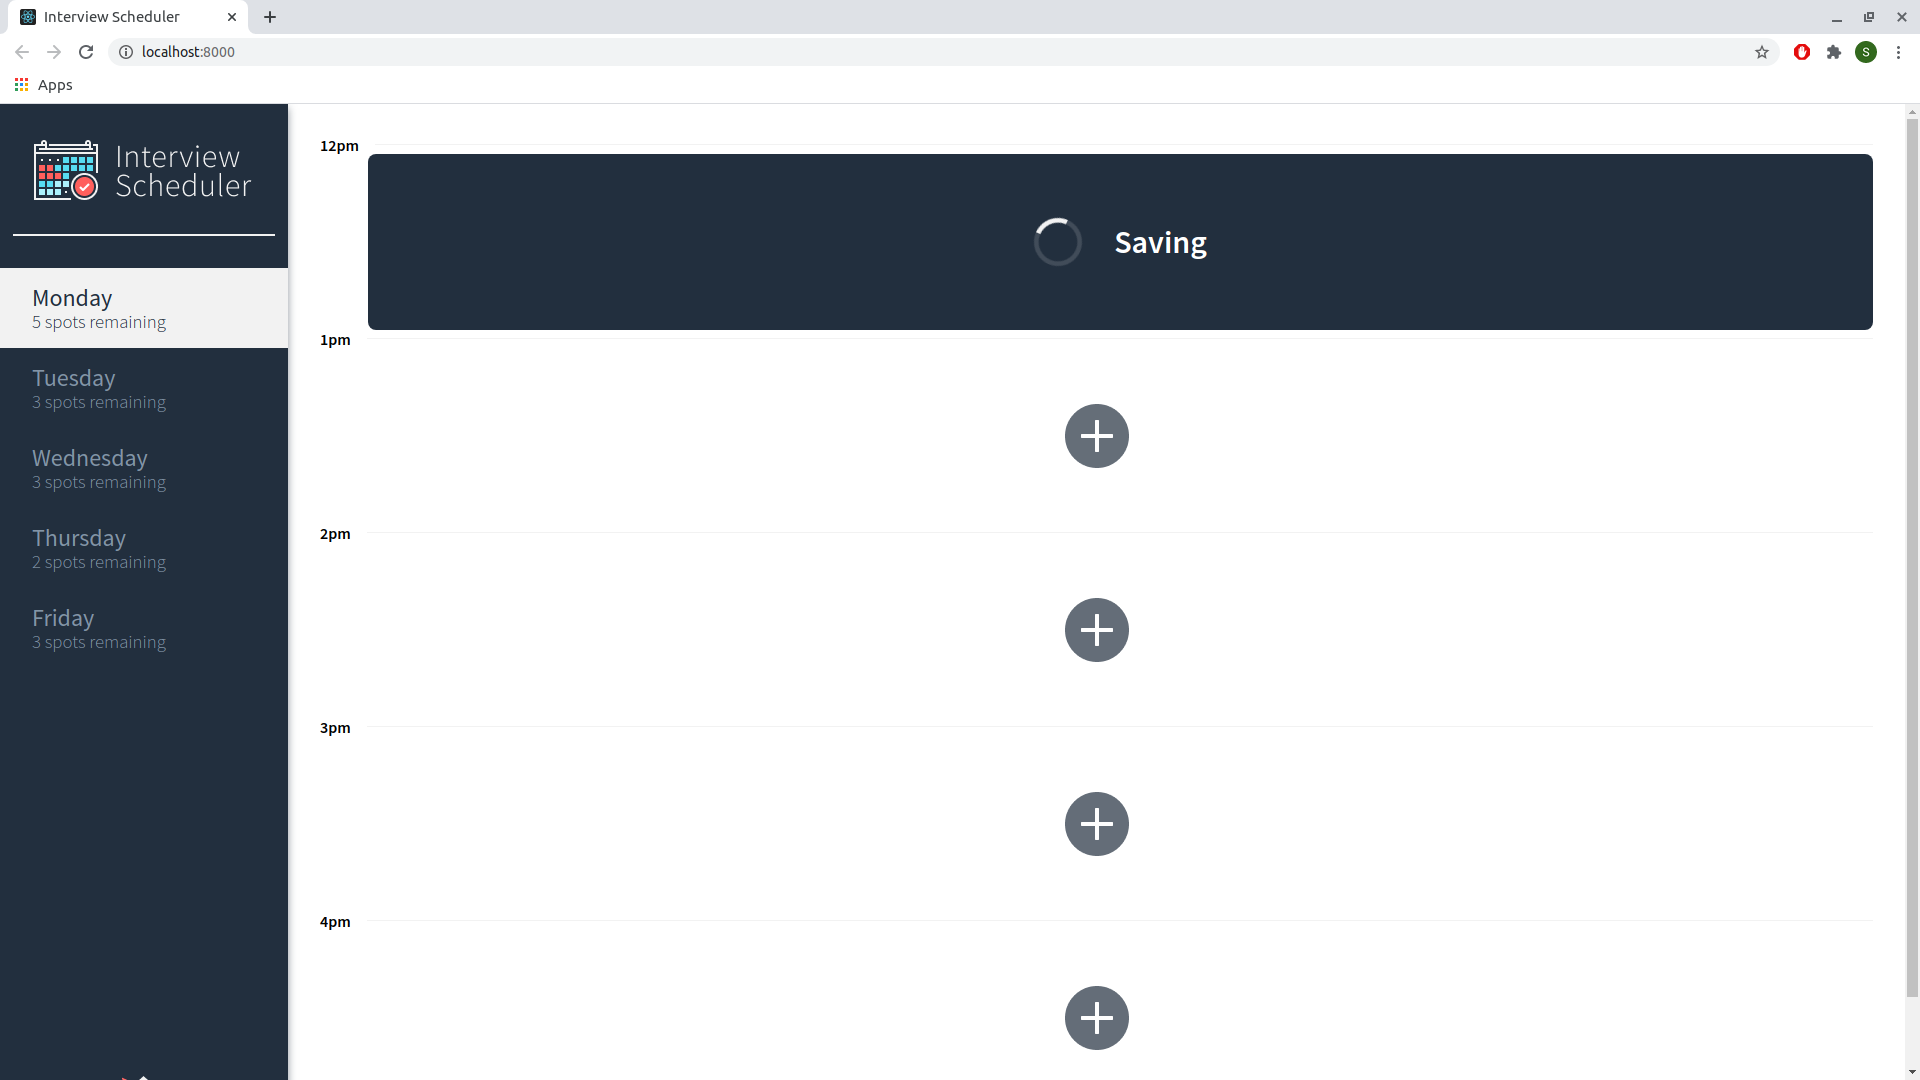 Interview Scheduler
localhost:8000
S
Apps
Interview
Scheduler
Monday
5 spots remaining
Tuesday
3 spots remaining
Wednesday
3 spots remaining
Thursday
2 spots remaining
Friday
3 spots remaining
12pm
Saving
1pm
2pm
3pm
4pm